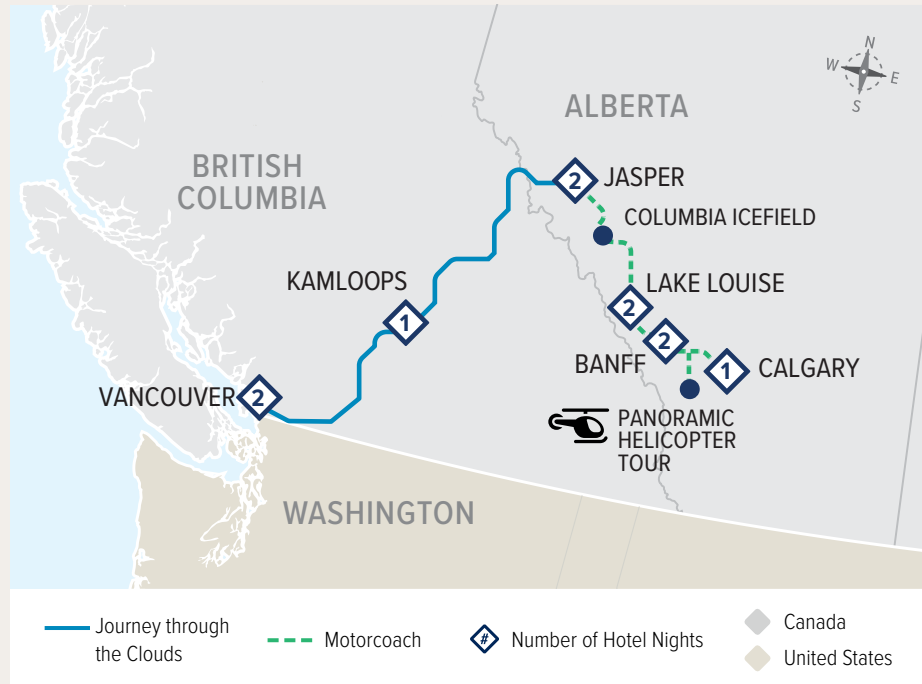 N
W
E
S
ALBERTA
BRITISH
COLUMBIA
2
JASPER
COLUMBIA ICEFIELD
KAMLOOPS
1
LAKE LOUISE
2
2
BANFF
1
CALGARY
VANCOUVER
2
PANORAMIC
HELICOPTER
TOUR
WASHINGTON
Journey through
the Clouds
Motorcoach
#
Number of Hotel Nights
Canada
United States